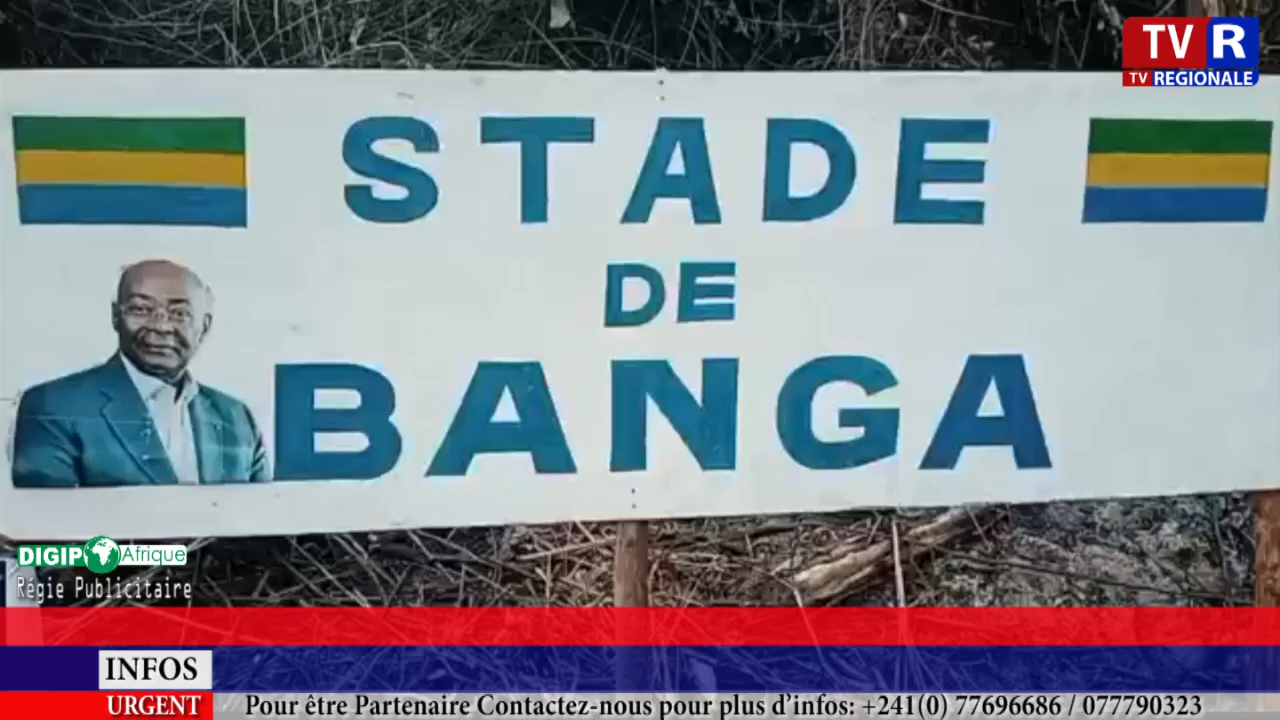 TV R
TV REGIONALE
STADE
DE
BANGA
DIGIP Afrique
Régie Publicitaire
INFOS
URGENT
Pour être Partenaire Contactez-nous pour plus d'infos: +241(0) 77696686 / 077790323